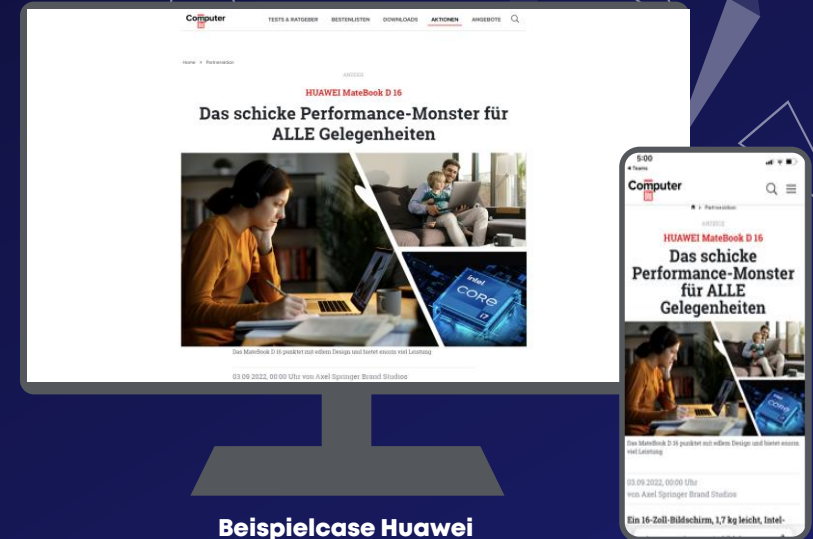 Computer
Bild
TESTS & RATGEBER BESTENLISTEN DOWNLOADS AKTIONEN ANGEBOTE
Home > Partneraktion
ANZEIGE
HUAWEI MateBook D 16
Das schicke Performance-Monster für
ALLE Gelegenheiten
intel
CORE
i7
Das MateBook D 16 punktet mit edlem Design und bietet enorm viel Leistung
03.09.2022, 00:00 Uhr von Axel Springer Brand Studios
5:00
Teams
Computer
Bild
> Partneraktion
ANZEIGE
HUAWEI MateBook D 16
Das schicke
Performance-Monster
für ALLE
Gelegenheiten
CORE
Das MateBook D 16 punktet mit edlem Design und bietet enorm
viel Leistung
03.09.2022, 00:00 Uhr
von Axel Springer Brand Studios
Ein 16-Zoll-Bildschirm, 1,7 kg leicht, Intel-
Beispielcase Huawei